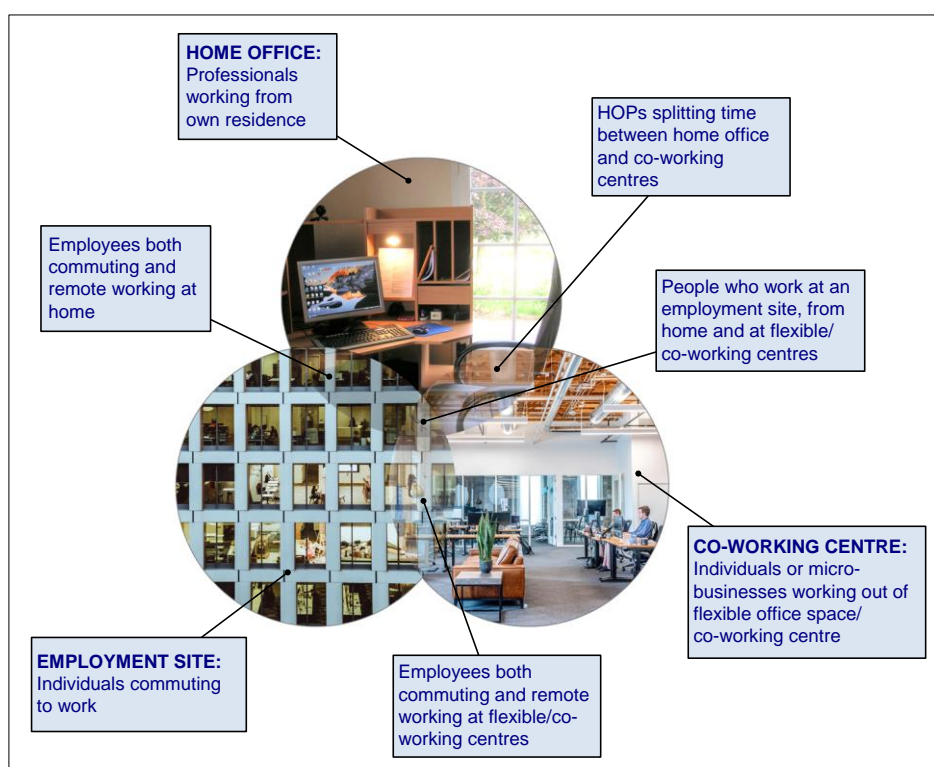 HOME OFFICE:
Professionals
working from
own residence
HOPs splitting time
between home office
and co-working
centres
Employees both
commuting and
remote working at
home
People who work at an
employment site, from
home and at flexible/
co-working centres
CO-WORKING CENTRE:
Individuals or micro-
businesses working out of
flexible office space/
co-working centre
EMPLOYMENT SITE:
Individuals commuting
to work
Employees both
commuting and remote
working at flexible/co-
working centres